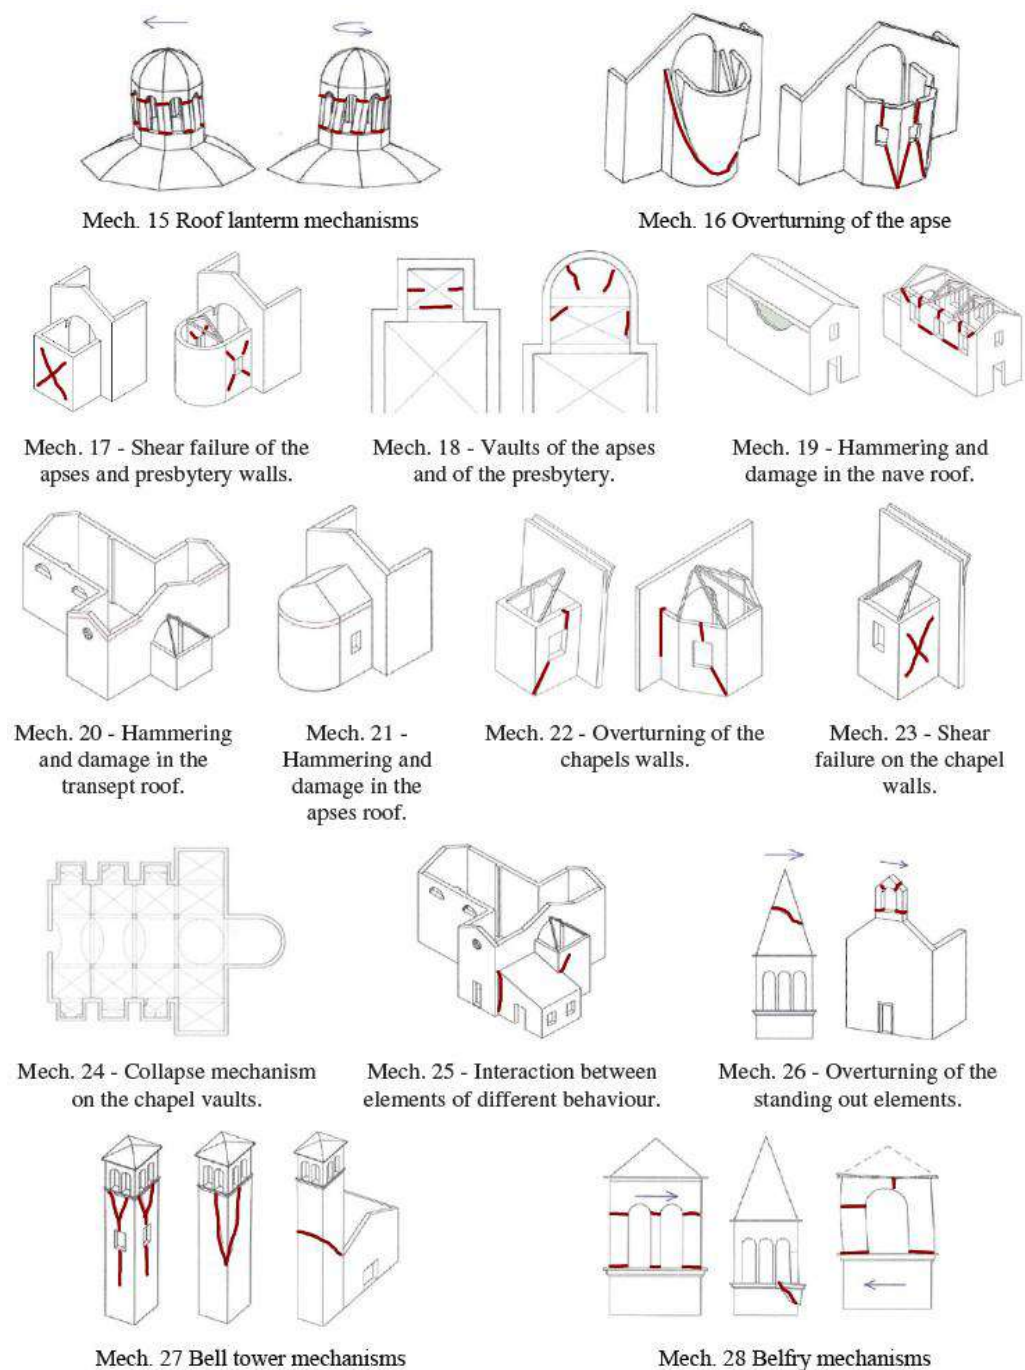 Mech. 15 Roof lanterm mechanisms
Mech. 16 Overturning of the apse
Mech. 17 - Shear failure of the
apses and presbytery walls.
Mech. 18 - Vaults of the apses
and of the presbytery.
Mech. 19 - Hammering and
damage in the nave roof.
Mech. 20 - Hammering
and damage in the
transept roof.
Mech. 21 -
Hammering and
damage in the
apses roof.
Mech. 22 - Overturning of the
chapels walls.
Mech. 23 - Shear
failure on the chapel
walls.
Mech. 24 - Collapse mechanism
on the chapel vaults.
Mech. 25 - Interaction between
elements of different behaviour.
Mech. 26 - Overturning of the
standing out elements.
Mech. 27 Bell tower mechanisms
Mech. 28 Belfry mechanisms